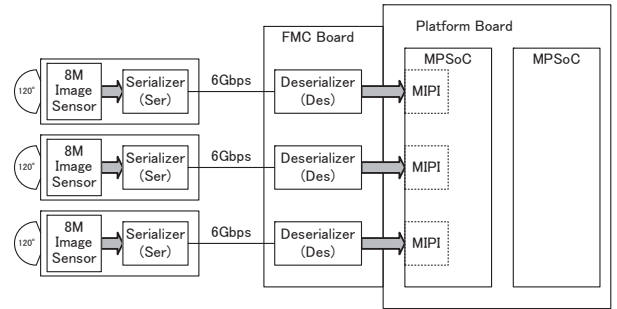 Platform Board
FMC Board
MPSoC
MPSoC
120°
8M
Image
Sensor
Serializer
(Ser)
6Gbps
Deserializer
(Des)
MIPI
120°
8M
Image
Sensor
Serializer
(Ser)
6Gbps
Deserializer
(Des)
MIPI
120°
8M
Image
Sensor
Serializer
(Ser)
6Gbps
Deserializer
(Des)
MIPI